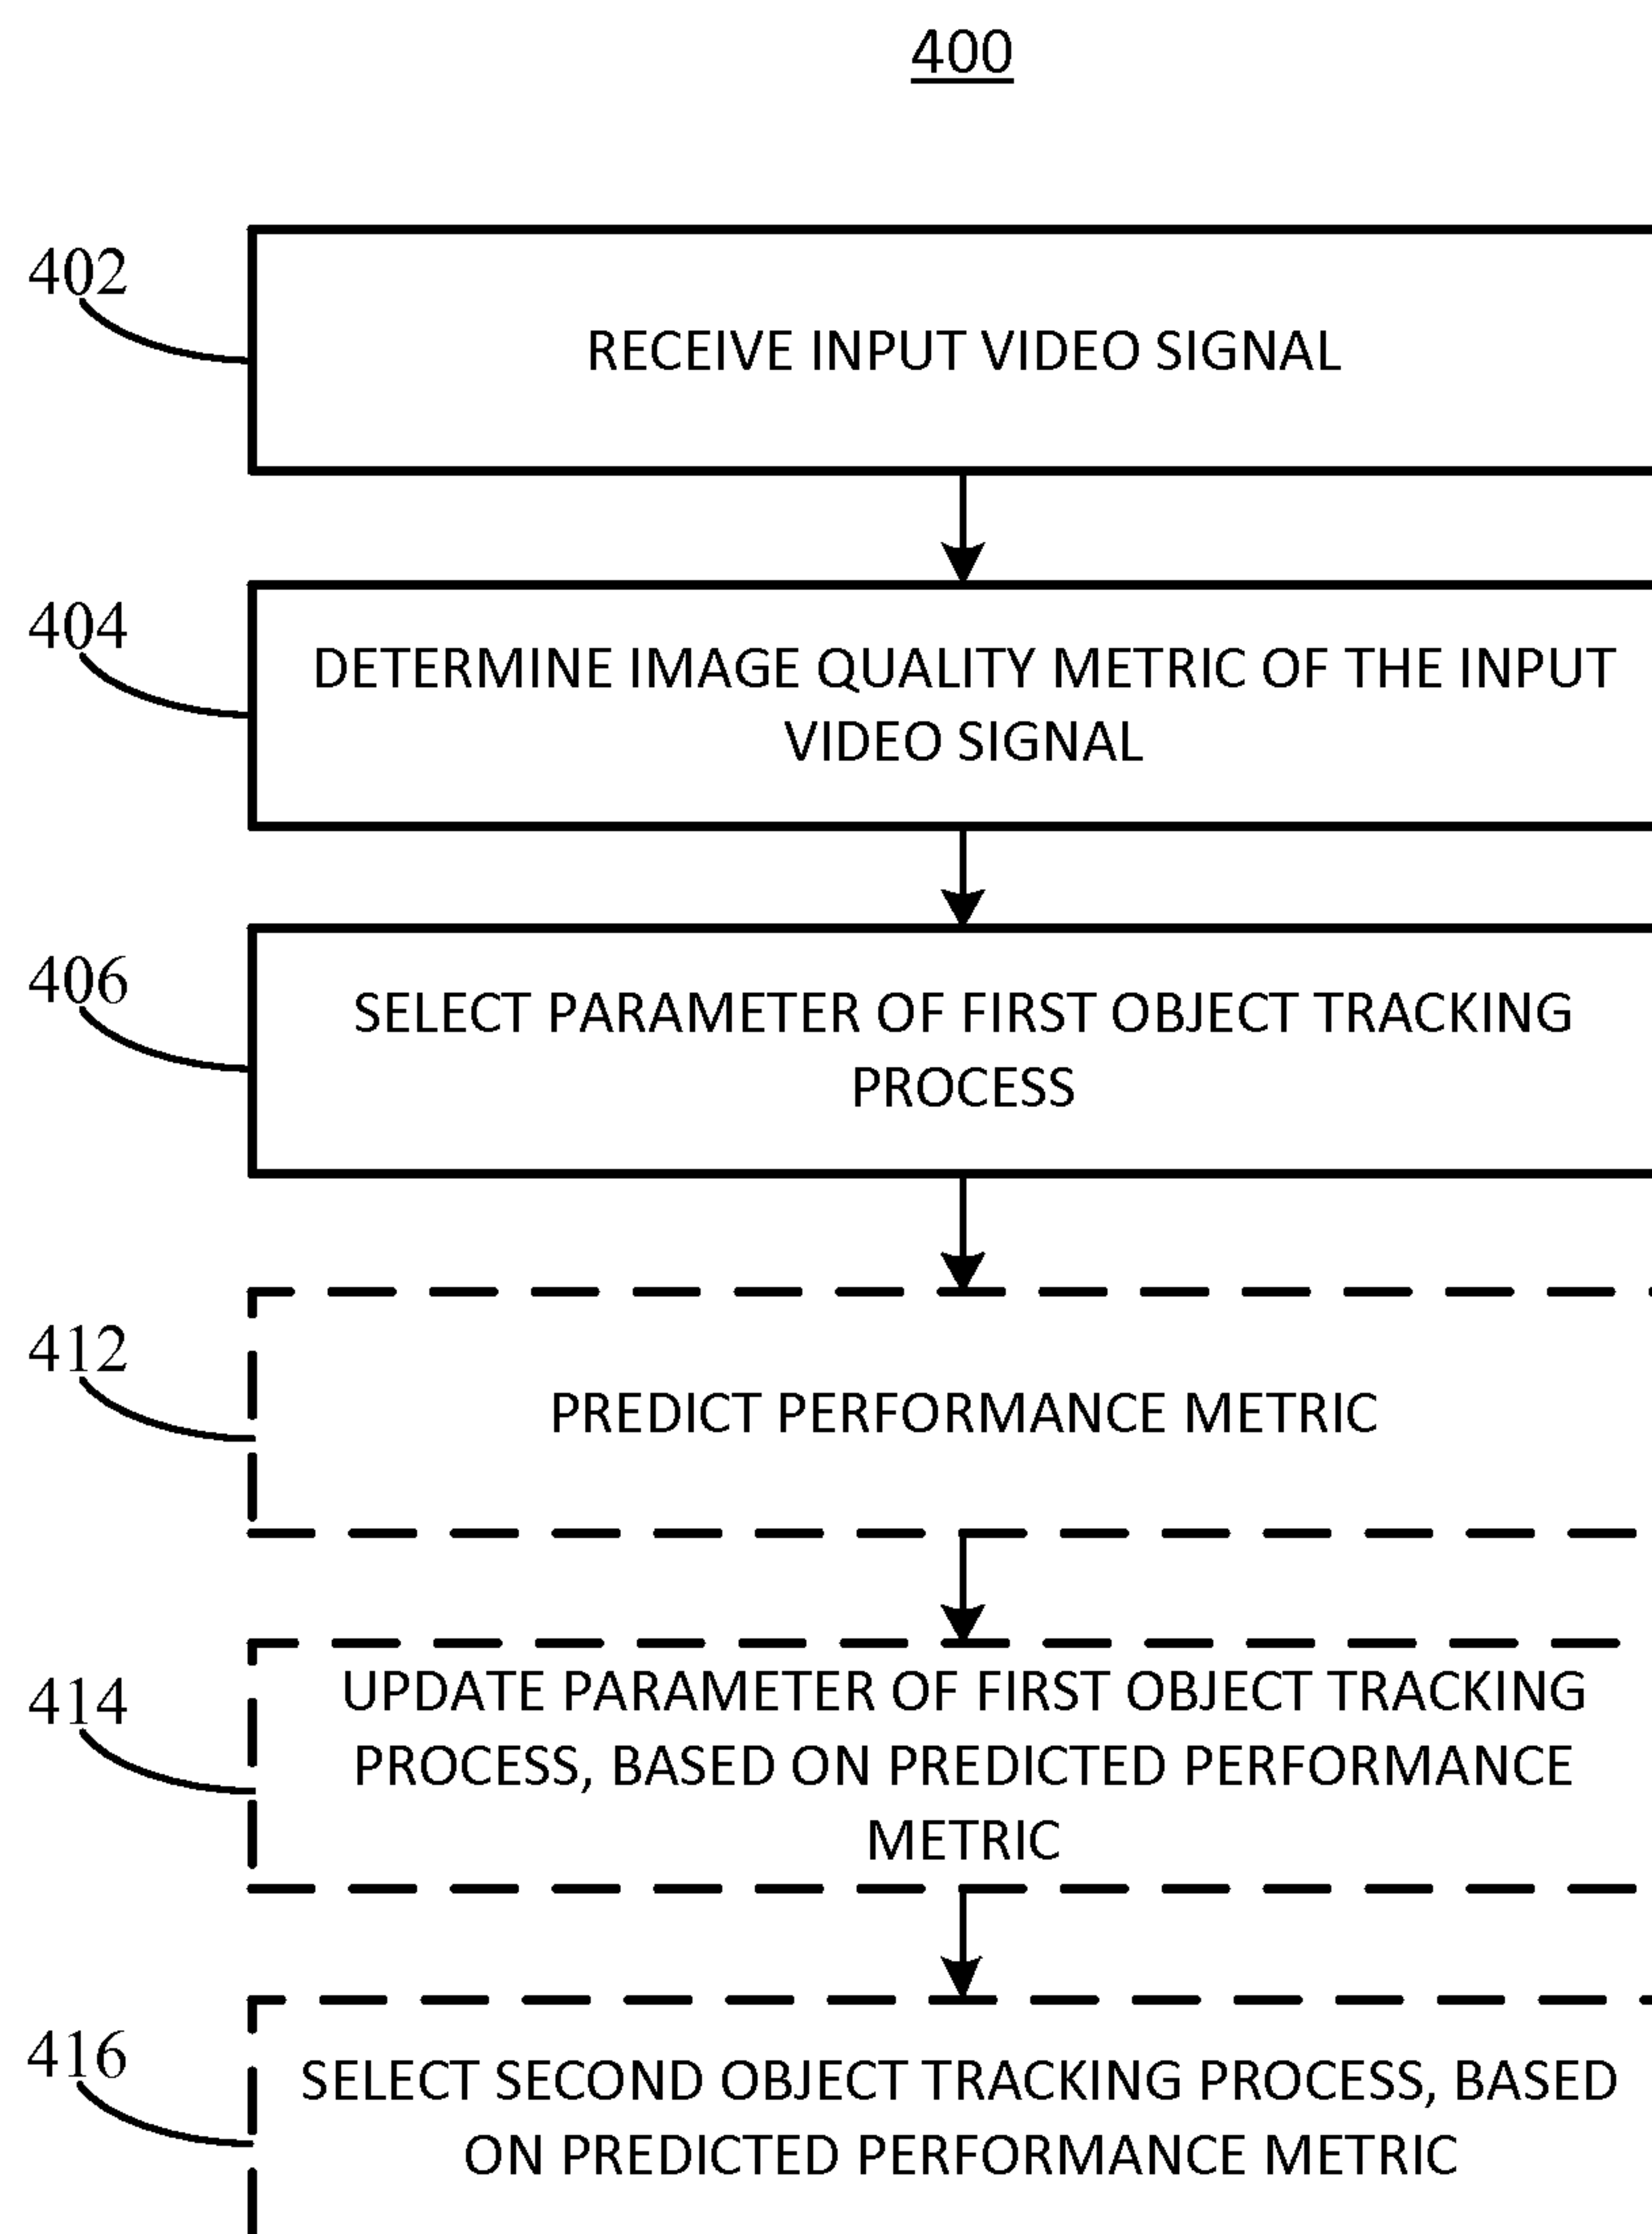 400
402
RECEIVE INPUT VIDEO SIGNAL
404
DETERMINE IMAGE QUALITY METRIC OF THE INPUT
VIDEO SIGNAL
406
SELECT PARAMETER OF FIRST OBJECT TRACKING
PROCESS
412
PREDICT PERFORMANCE METRIC
414
UPDATE PARAMETER OF FIRST OBJECT TRACKING
PROCESS, BASED ON PREDICTED PERFORMANCE
METRIC
416
SELECT SECOND OBJECT TRACKING PROCESS, BASED
ON PREDICTED PERFORMANCE METRIC